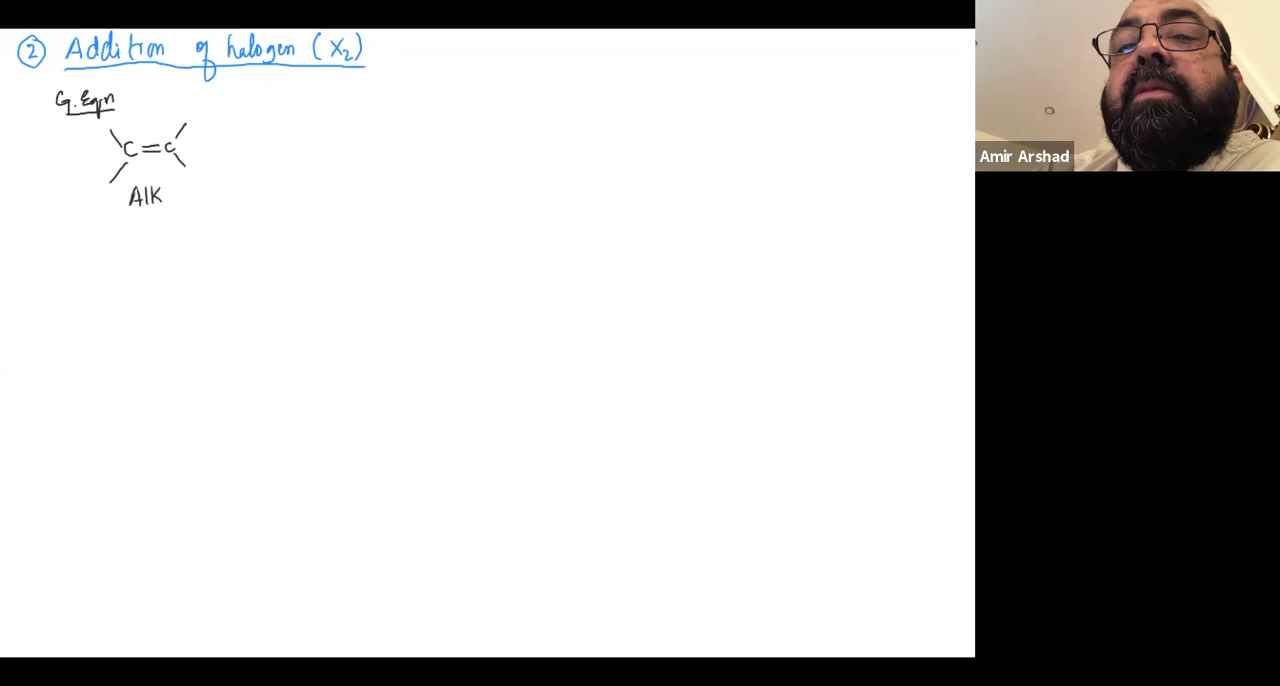 ② Addition of halogen (X₂)
G. Eqn
C=C
Alk
Amir Arshad